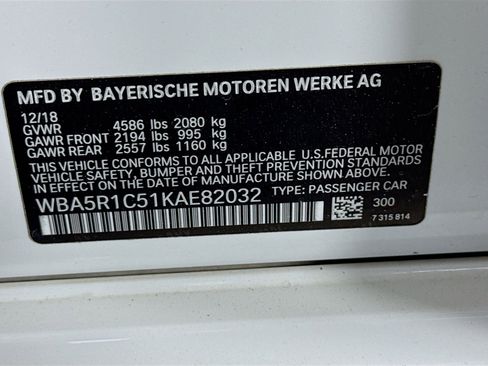 MFD BY BAYERISCHE MOTOREN WERKE AG
12/18
GVWR 4586 lbs 2080 kg
GAWR FRONT 2194 lbs 995 kg
GAWR REAR 2557 lbs 1160 kg
THIS VEHICLE CONFORMS TO ALL APPLICABLE U.S.FEDERAL MOTOR
VEHICLE SAFETY, BUMPER AND THEFT PREVENTION STANDARDS
IN EFFECT ON THE DATE OF MANUFACTURE SHOWN ABOVE.
WBA5R1C51KAE82032 TYPE: PASSENGER CAR
300
7 315 814